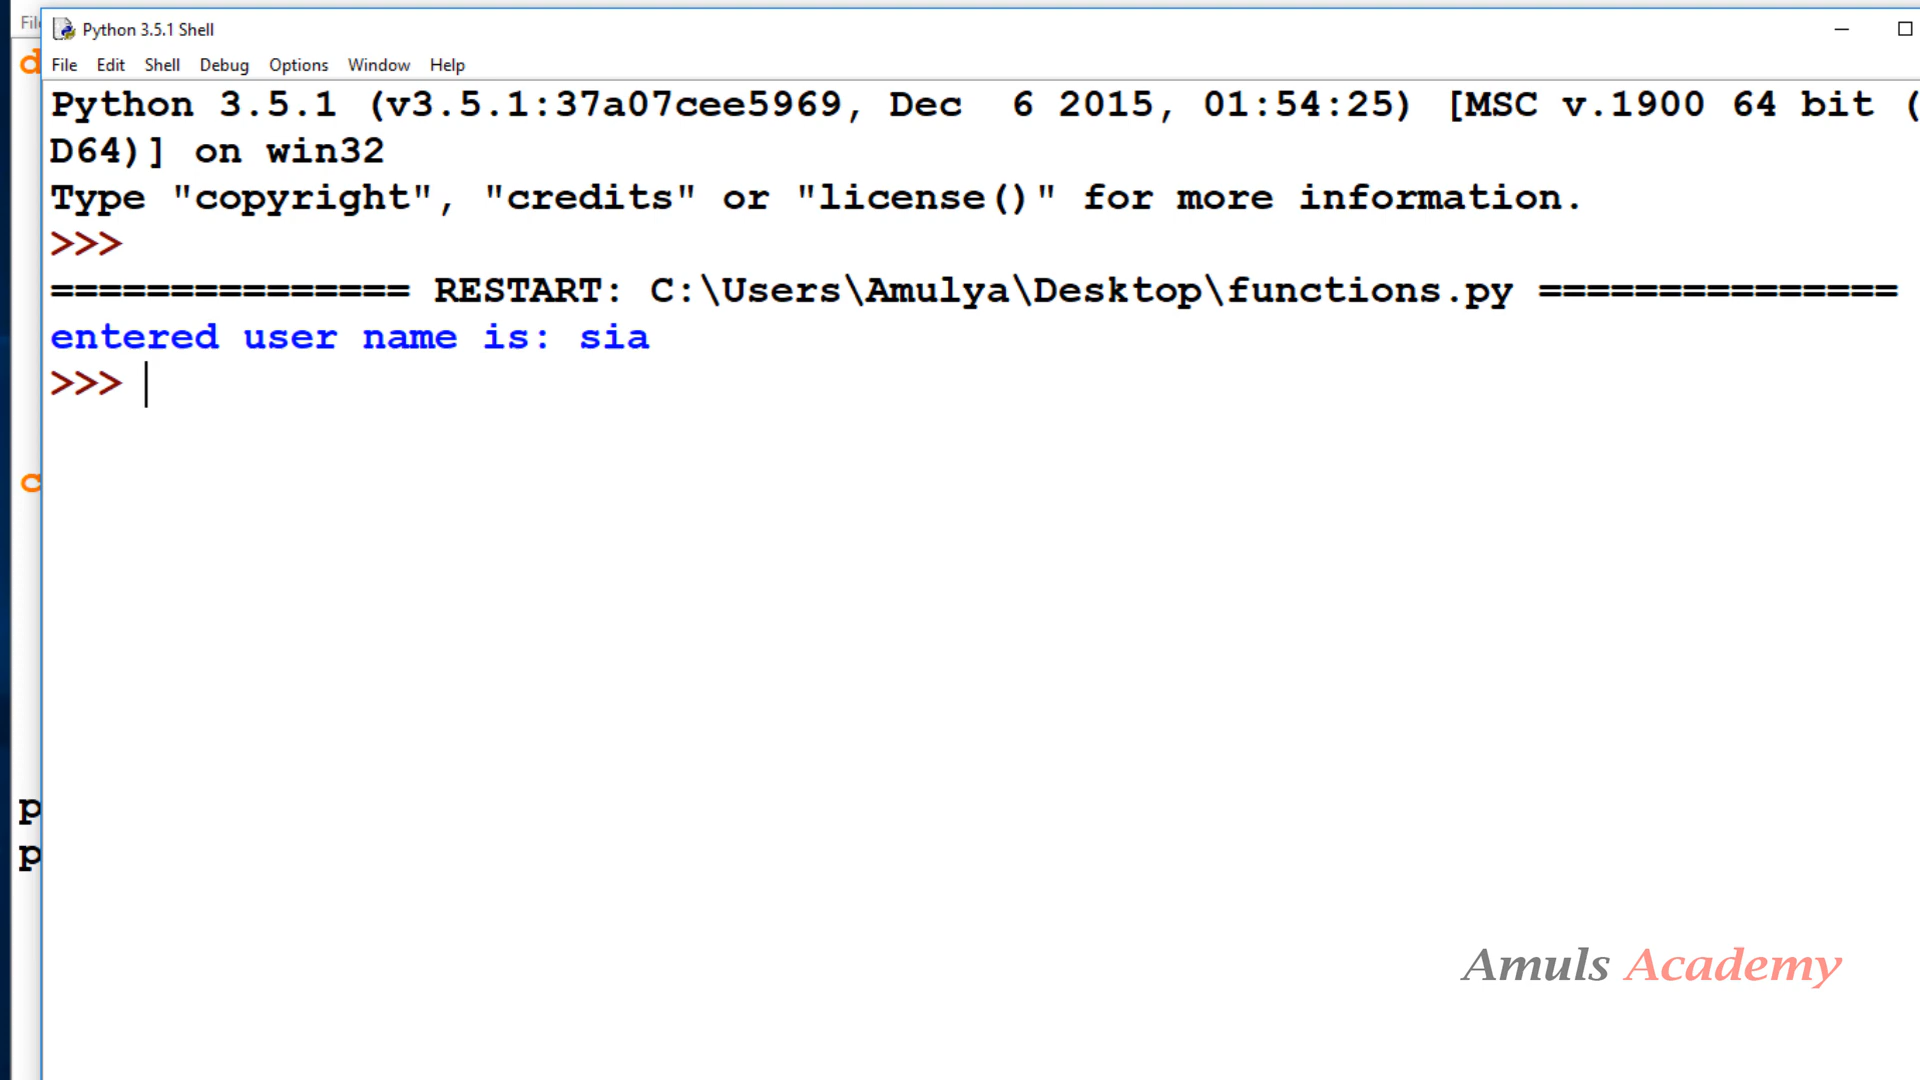 Python 3.5.1 Shell
File Edit Shell Debug Options Window Help
Python 3.5.1 (v3.5.1:37a07cee5969, Dec  6 2015, 01:54:25) [MSC v.1900 64 bit (
D64)] on win32
Type "copyright", "credits" or "license()" for more information.
>>>
=============== RESTART: C:\Users\Amulya\Desktop\functions.py ===============
entered user name is: sia
>>>
Amuls Academy